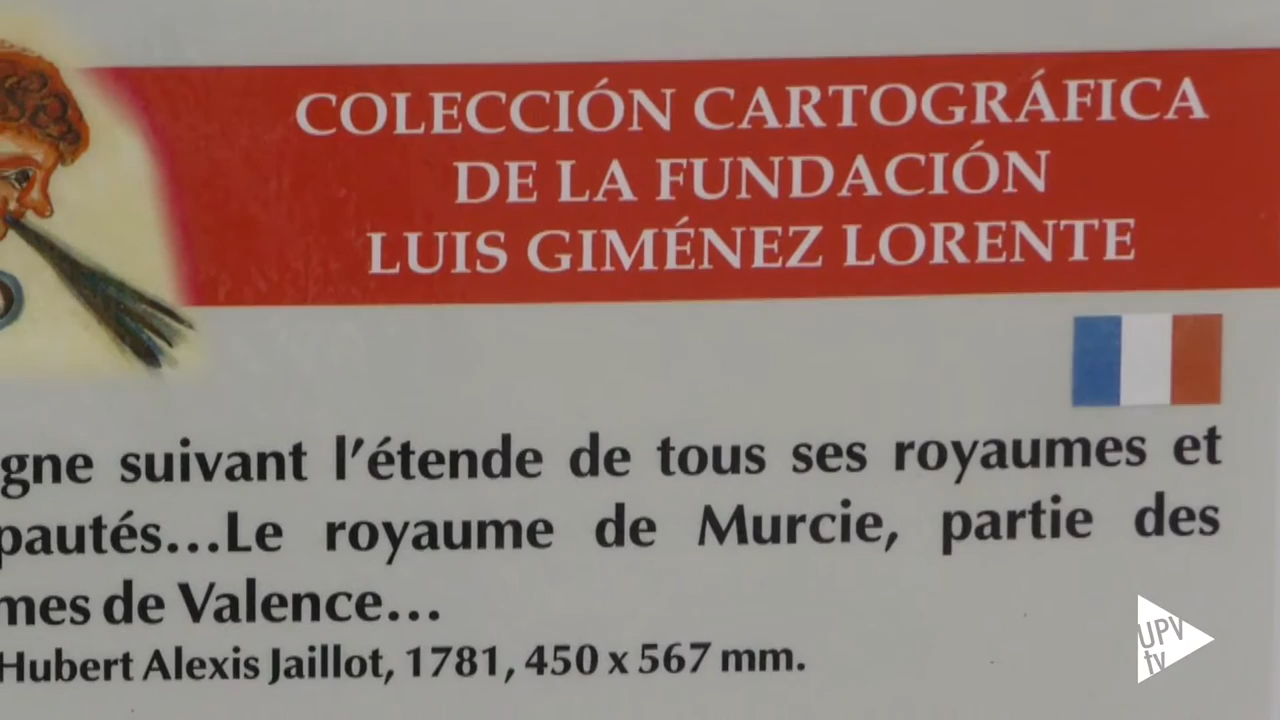 COLECCIÓN CARTOGRÁFICA
DE LA FUNDACIÓN
LUIS GIMÉNEZ LORENTE
gne suivant l'étende de tous ses royaumes et
pautés...Le royaume de Murcie, partie des
mes de Valence...
Hubert Alexis Jaillot, 1781, 450 x 567 mm.
UPV
tv